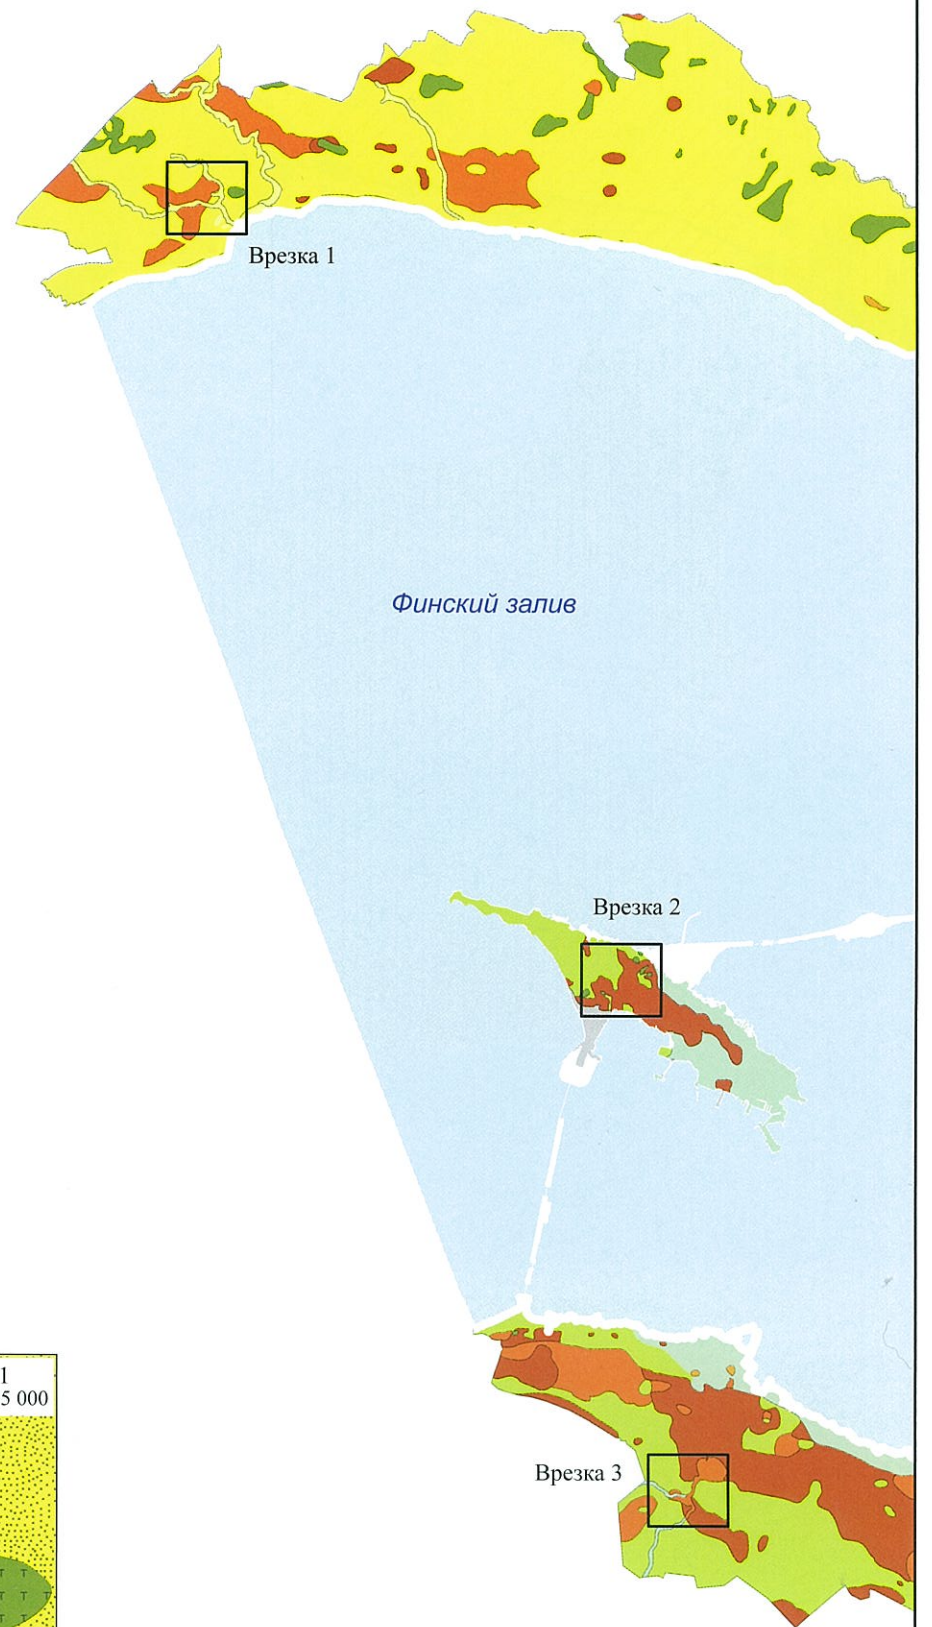 Врезка 1
Финский залив
Врезка 2
1
5 000
Врезка 3
т т
т т т
т т